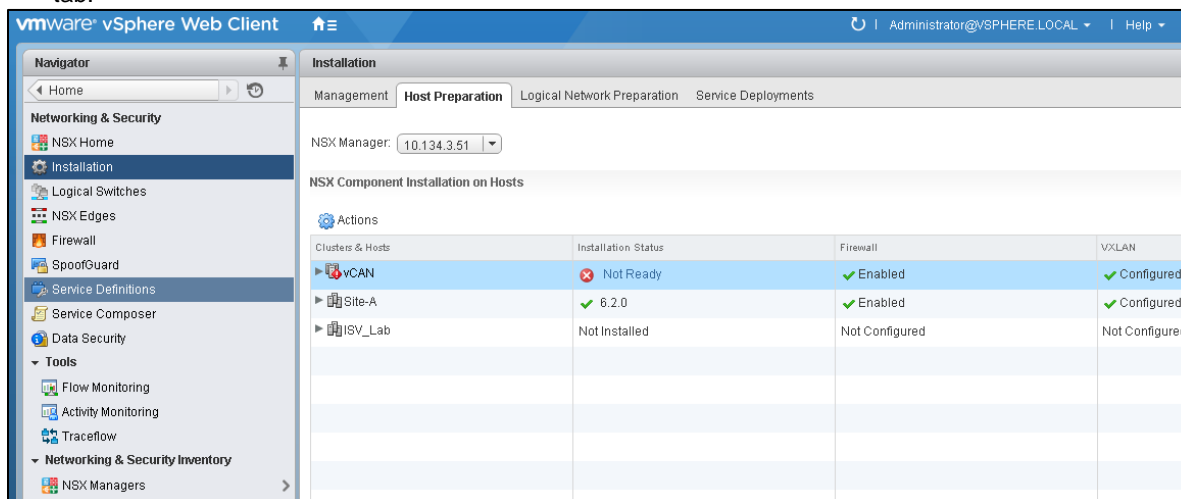 tab.
vmware® vSphere Web Client
Administrator@VSPHERE.LOCAL
Help
Navigator
Home
Networking & Security
NSX Home
Installation
Logical Switches
NSX Edges
Firewall
SpoofGuard
Service Definitions
Service Composer
Data Security
Tools
Flow Monitoring
Activity Monitoring
Traceflow
Networking & Security Inventory
NSX Managers
Installation
Management Host Preparation Logical Network Preparation Service Deployments
NSX Manager: 10.134.3.51
NSX Component Installation on Hosts
Actions
Clusters & Hosts Installation Status Firewall VXLAN
vCAN Not Ready Enabled Configured
Site-A 6.2.0 Enabled Configured
ISV_Lab Not Installed Not Configured Not Configure